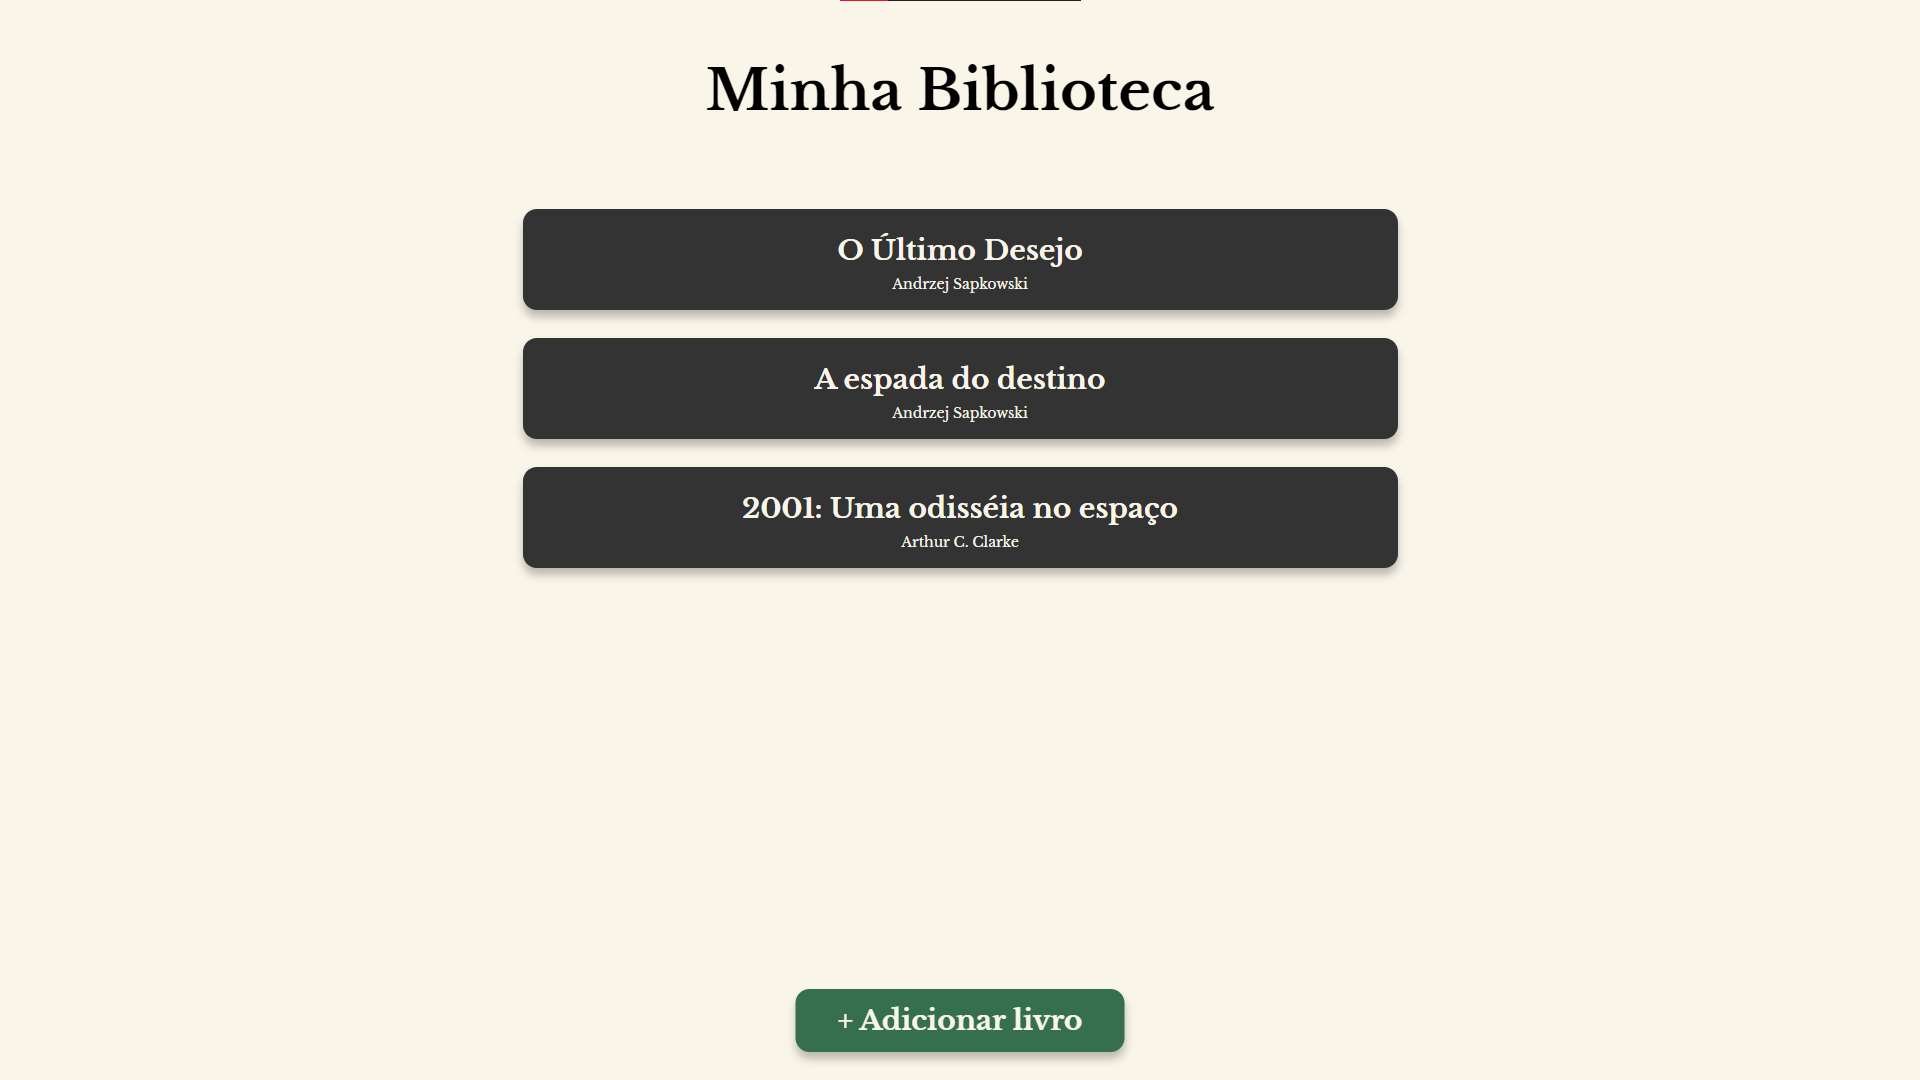 Minha Biblioteca
O Último Desejo
Andrzej Sapkowski
A espada do destino
Andrzej Sapkowski
2001: Uma odisséia no espaço
Arthur C. Clarke
+ Adicionar livro